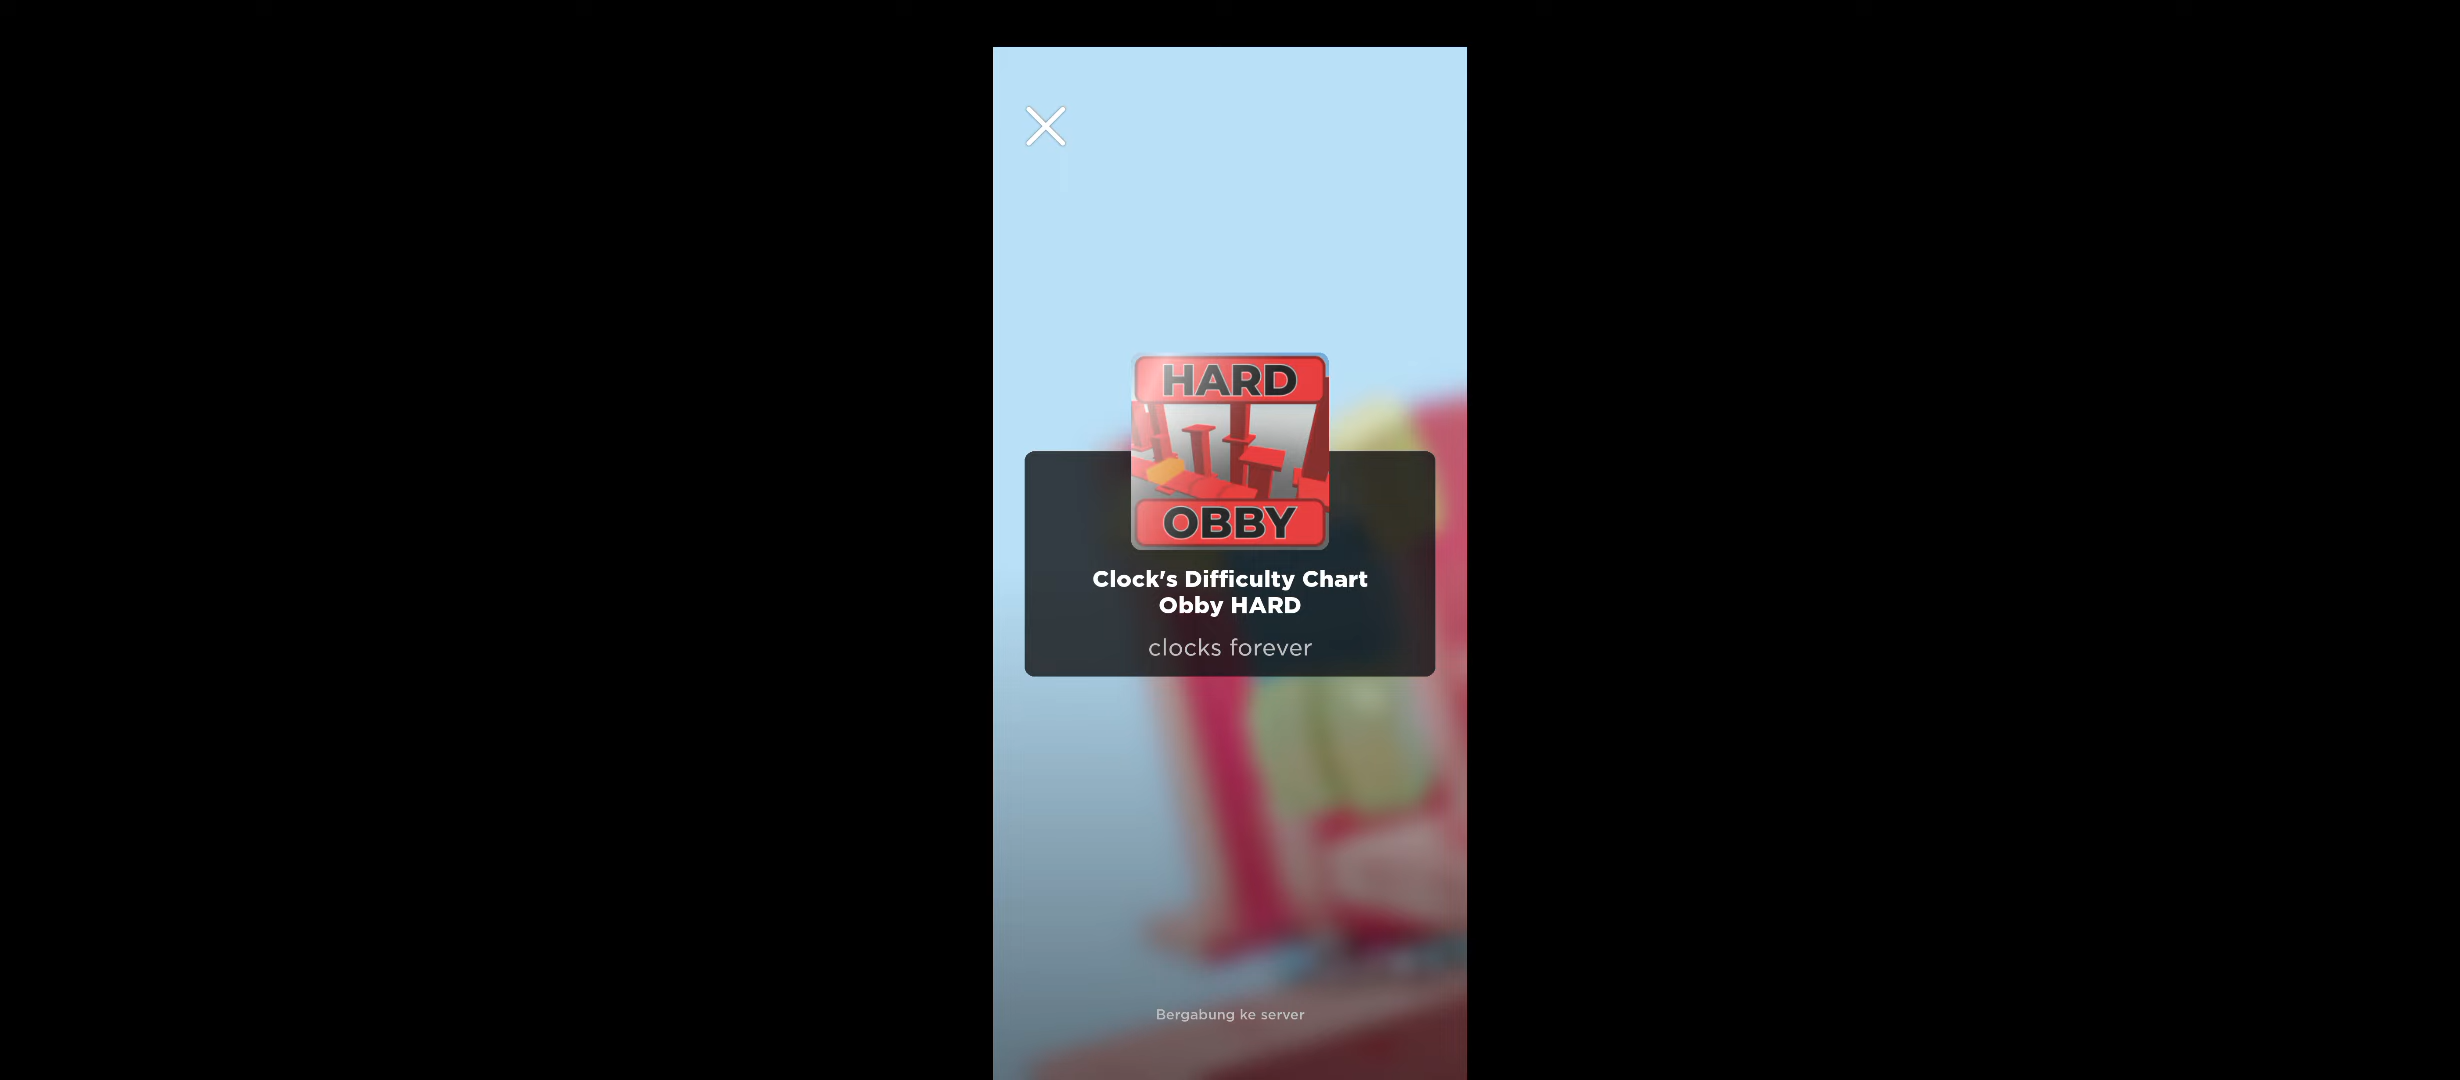 HARD
OBBY
Clock's Difficulty Chart
Obby HARD
clocks forever
Bergabung ke server